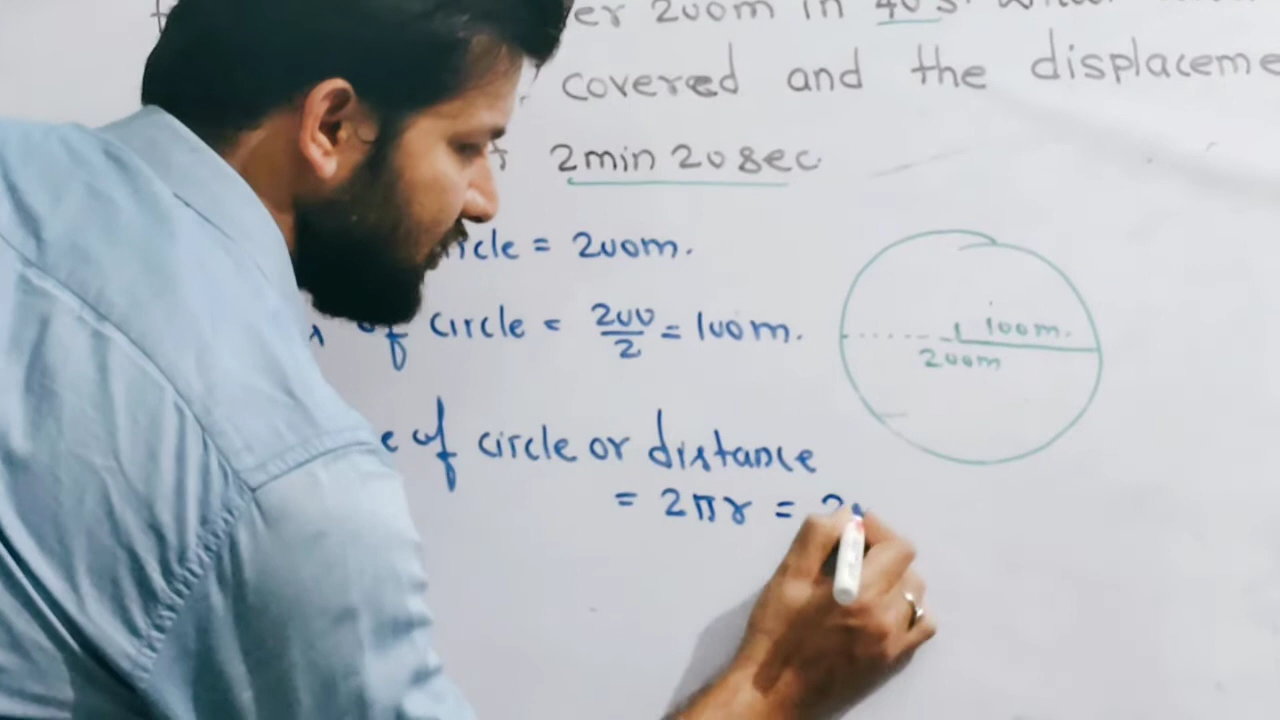 er 200m in 40s.
covered and the displaceme
2min 20sec
ircle = 200m.
of circle = 200/2 = 100m.
100m.
200m
e of circle or distance
= 2πr = 2